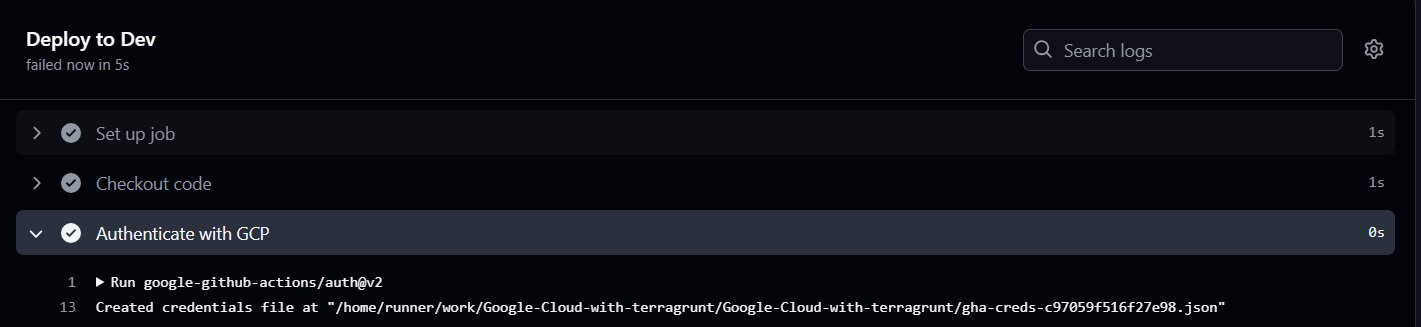 Deploy to Dev
failed now in 5s
Search logs
Set up job 1s
Checkout code 1s
Authenticate with GCP 0s
1 Run google-github-actions/auth@v2
13 Created credentials file at "/home/runner/work/Google-Cloud-with-terragrunt/Google-Cloud-with-terragrunt/gha-creds-c97059f516f27e98.json"